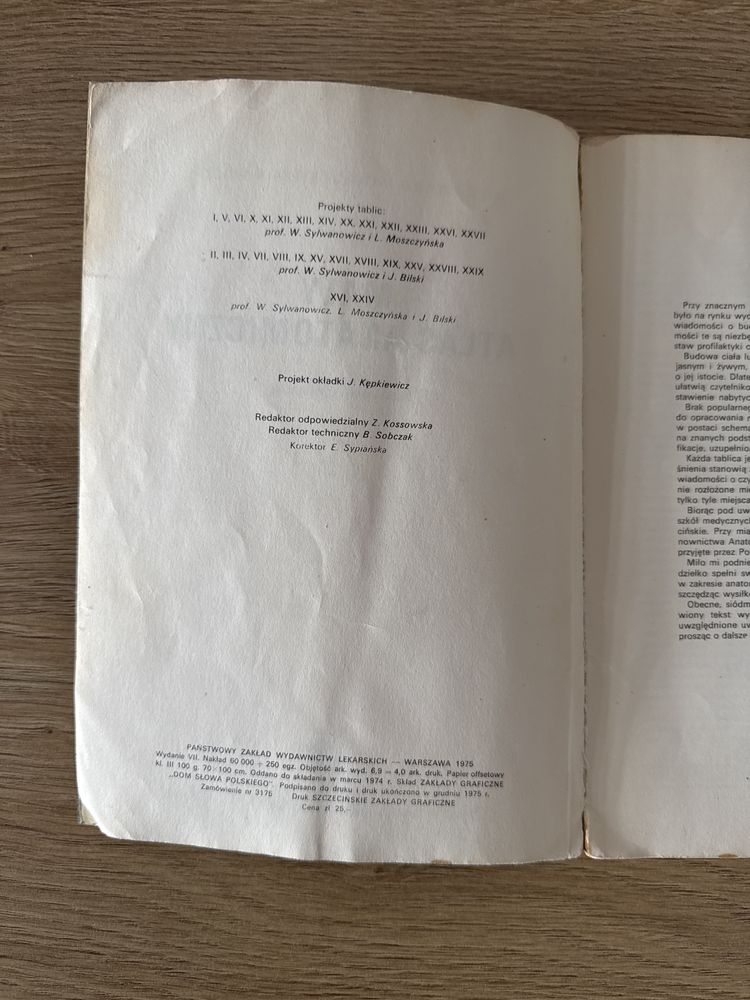 Projekty tablic:
I, V, VI, X, XI, XII, XIII, XIV, XX, XXI, XXII, XXIII, XXVI, XXVII
prof. W. Sylwanowicz i L. Moszczyńska
II, III, IV, VII, VIII, IX, XV, XVII, XVIII, XIX, XXV, XXVIII, XXIX
prof. W. Sylwanowicz i J. Bilski
XVI, XXIV
prof. W. Sylwanowicz, L. Moszczyńska i J. Bilski
Projekt okładki J. Kępkiewicz
Redaktor odpowiedzialny Z. Kossowska
Redaktor techniczny B. Sobczak
Korektor E. Sypiańska
PAŃSTWOWY ZAKŁAD WYDAWNICTW LEKARSKICH — WARSZAWA 1975
Wydanie VII. Nakład 60 000 + 250 egz. Objętość ark. wyd. 6,9 = 4,0 ark. druk. Papier offsetowy
kl. III 100 g. 70×100 cm. Oddano do składania w marcu 1974 r. Skład ZAKŁADY GRAFICZNE
„DOM SŁOWA POLSKIEGO". Podpisano do druku i druk ukończono w grudniu 1975 r.
Zamówienie nr 3175 Druk SZCZECIŃSKIE ZAKŁADY GRAFICZNE
Cena zł 25,—
Przy znacznym
było na rynku wyd
wiadomości o bu
mości te są niezbę
staw profilaktyki c
Budowa ciała lu
jasnym i żywym,
o jej istocie. Dlate
ułatwią czytelniko
stawienie nabytyc
Brak popularneg
do opracowania
w postaci schema
na znanych podst
fikacje, uzupełnio
Każda tablica je
śnienia stanowią
wiadomości o czy
nie rozłożone mi
tylko tyle miejsca
Biorąc pod uw
szkół medycznych
cińskie. Przy mia
nownictwa Anato
przyjęte przez Po
Miło mi podnie
dziełko spełni sw
w zakresie anato
szczędząc wysiłk
Obecne, siódm
wiony tekst wy
uwzględnione uw
prosząc o dalsze